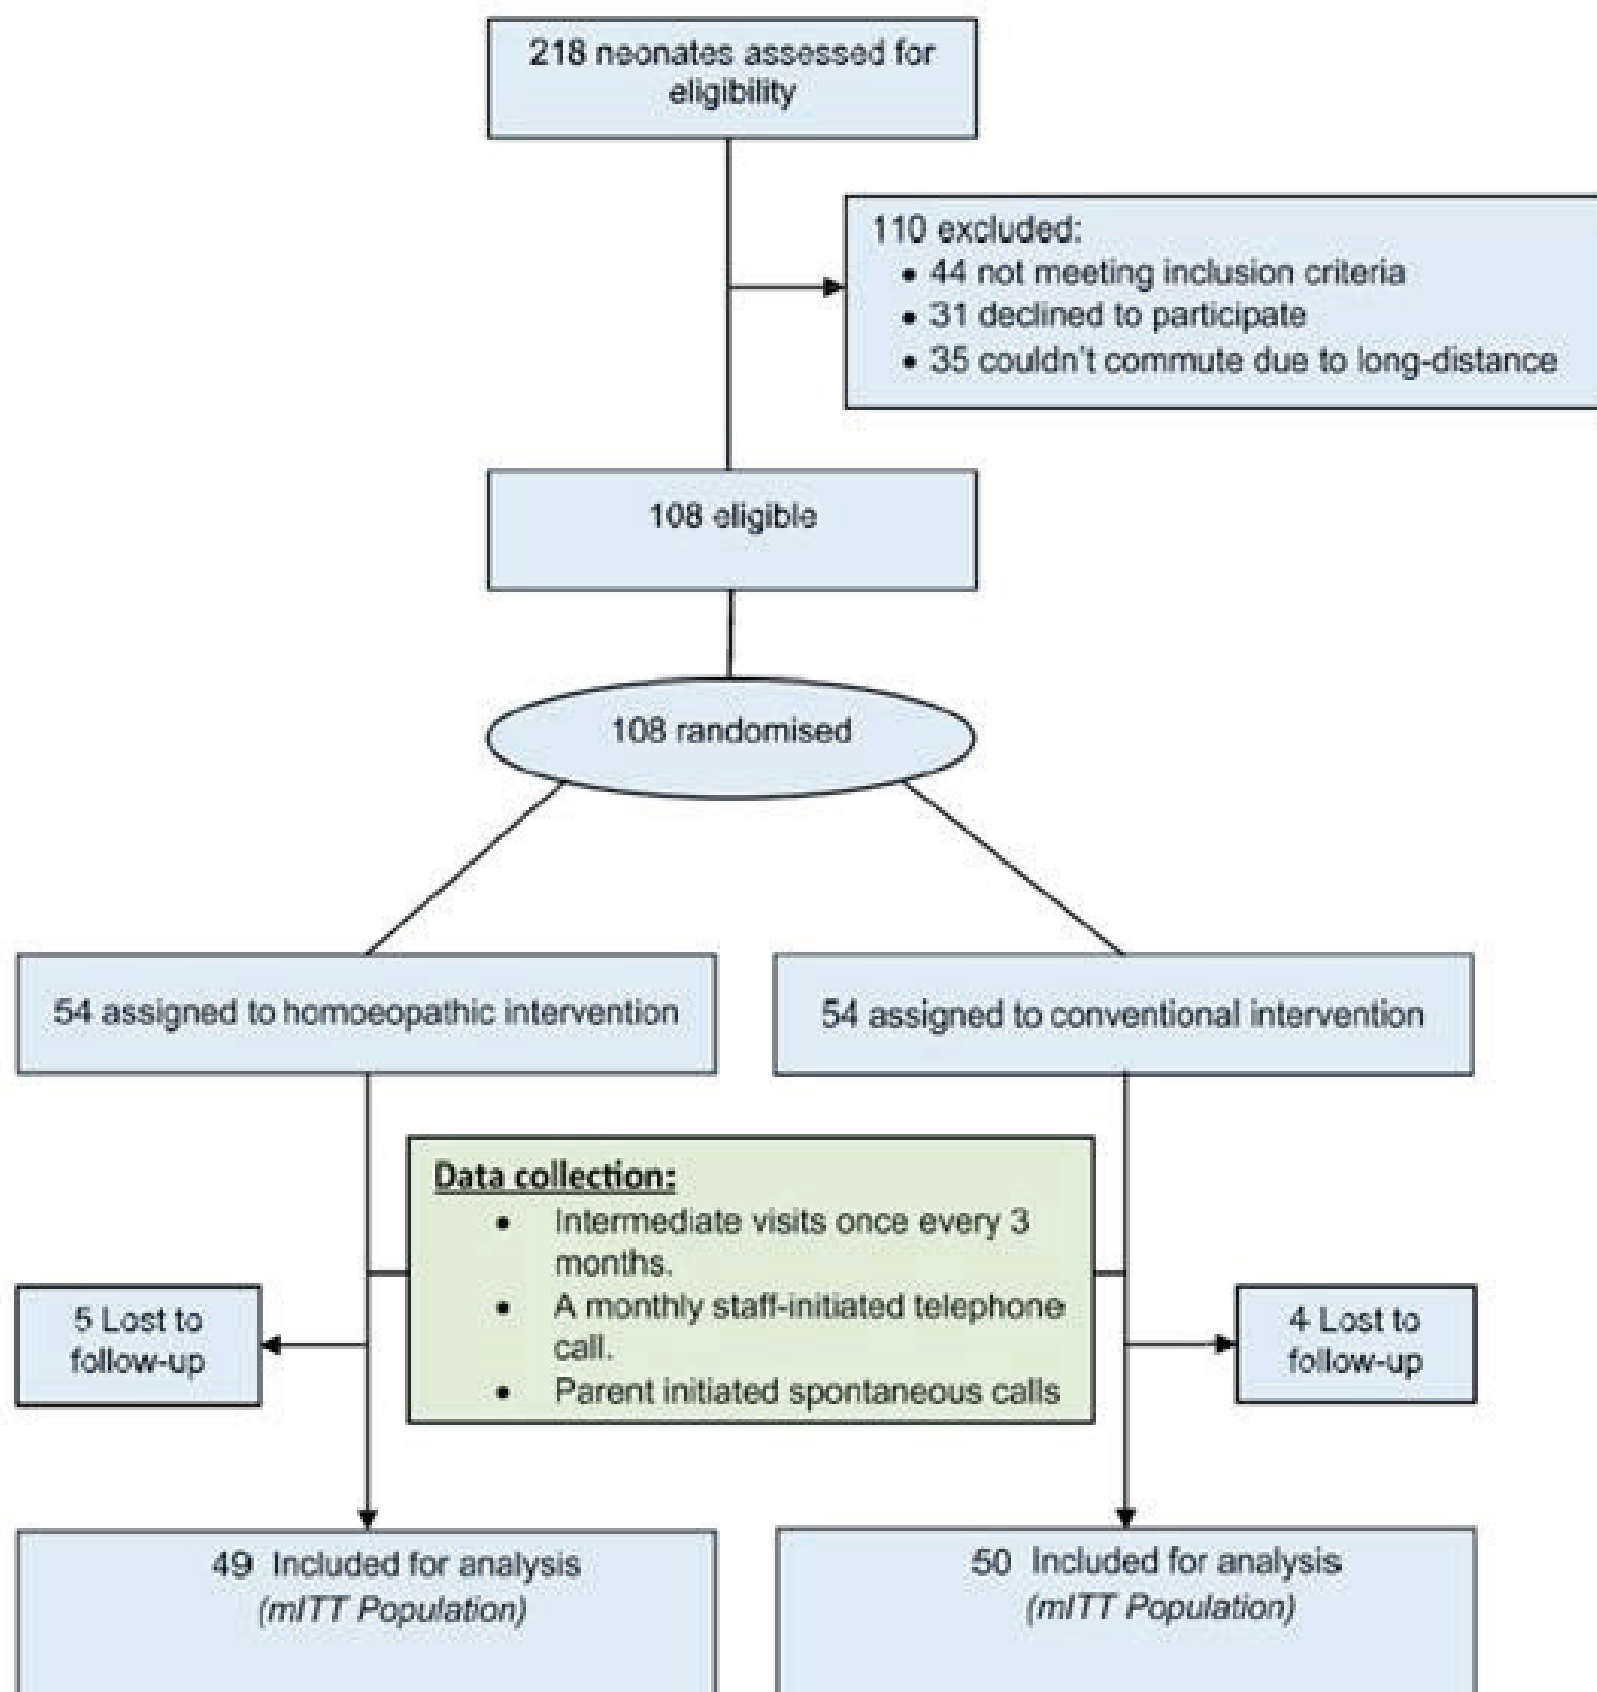 218 neonates assessed for
eligibility
110 excluded:
• 44 not meeting inclusion criteria
• 31 declined to participate
• 35 couldn't commute due to long-distance
108 eligible
108 randomised
54 assigned to homoeopathic intervention
54 assigned to conventional intervention
Data collection:
• Intermediate visits once every 3
months.
• A monthly staff-initiated telephone
call.
• Parent initiated spontaneous calls
5 Lost to
follow-up
4 Lost to
follow-up
49 Included for analysis
(mITT Population)
50 Included for analysis
(mITT Population)